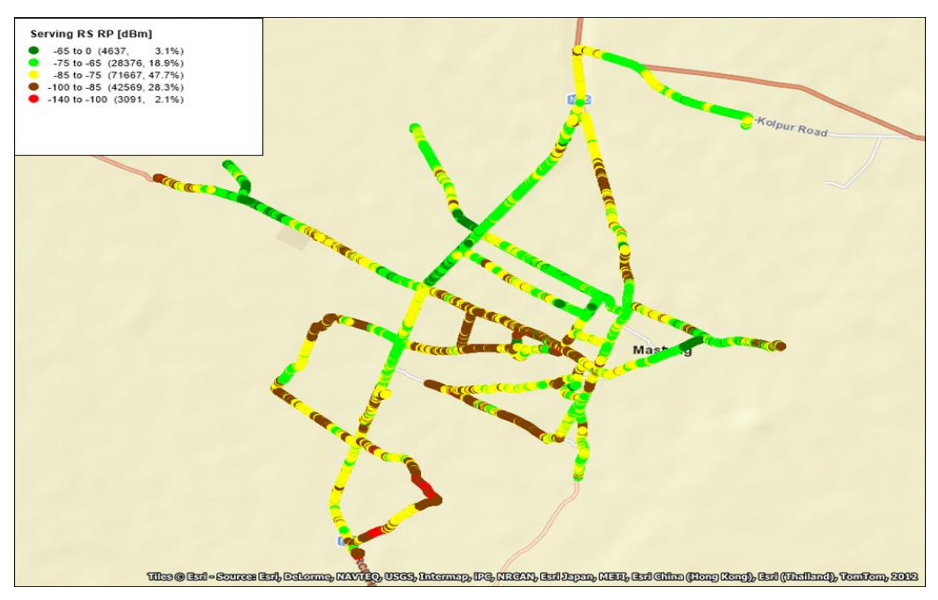 Serving RS RP [dBm]
-65 to 0 (4637, 3.1%)
-75 to -65 (28376, 18.9%)
-85 to -75 (71667, 47.7%)
-100 to -85 (42569, 28.3%)
-140 to -100 (3091, 2.1%)
Kolpur Road
Tiles © Esri - Source: Esri, DeLorme, NAVTEQ, USGS, Intermap, iPC, NRCAN, Esri Japan, METI, Esri China (Hong Kong), Esri (Thailand), TomTom, 2012